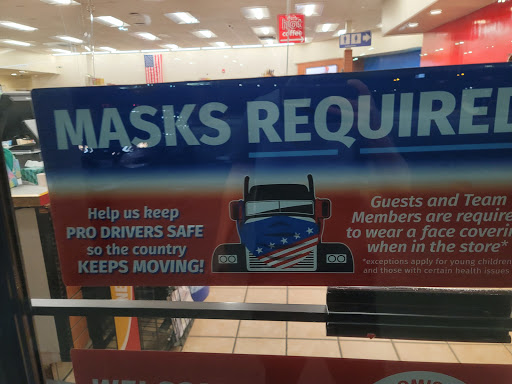 coffee
MASKS REQUIRED
Help us keep
PRO DRIVERS SAFE
so the country
KEEPS MOVING!
Guests and Team
Members are require
to wear a face coverin
when in the store*
*exceptions apply for young children
and those with certain health issues